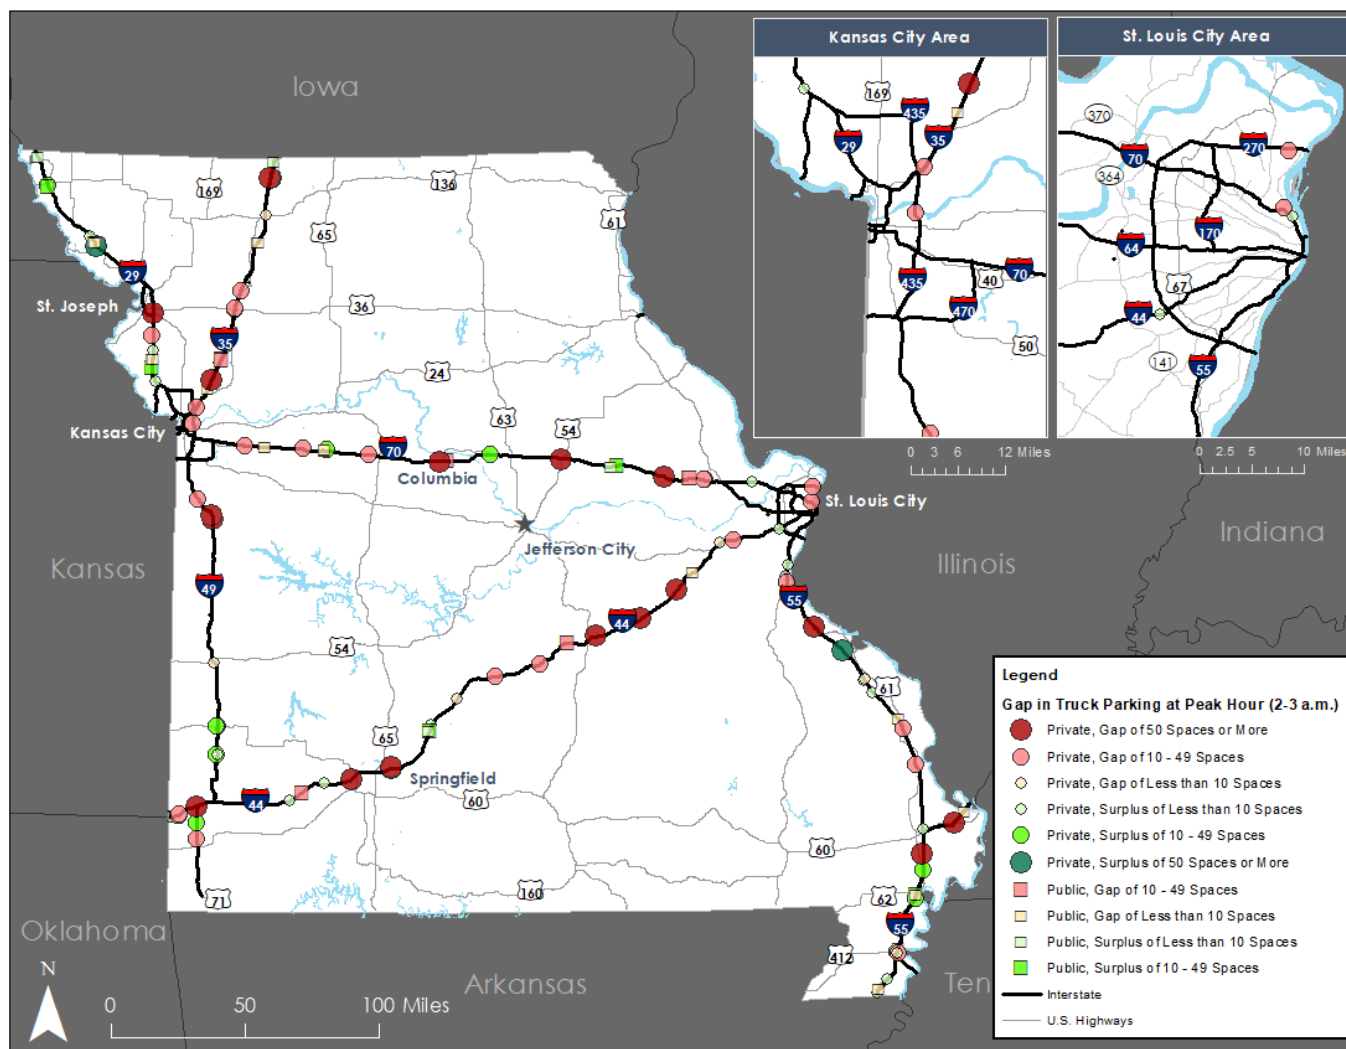 Kansas City Area
St. Louis City Area
169
435
29
35
435
70
40
470
50
0 3 6 12 Miles
370
270
70
364
170
64
67
44
141
55
0 2.5 5 10 Miles
Iowa
169
136
65
61
29
St. Joseph
36
35
24
63
54
Kansas City
70
Columbia
St. Louis City
Jefferson City
Kansas
Illinois
Indiana
49
55
44
54
61
65
Springfield
44
60
60
71
160
62
55
412
Oklahoma
Arkansas
Ten
N
0 50 100 Miles
Legend
Gap in Truck Parking at Peak Hour (2-3 a.m.)
Private, Gap of 50 Spaces or More
Private, Gap of 10 - 49 Spaces
Private, Gap of Less than 10 Spaces
Private, Surplus of Less than 10 Spaces
Private, Surplus of 10 - 49 Spaces
Private, Surplus of 50 Spaces or More
Public, Gap of 10 - 49 Spaces
Public, Gap of Less than 10 Spaces
Public, Surplus of Less than 10 Spaces
Public, Surplus of 10 - 49 Spaces
Interstate
U.S. Highways